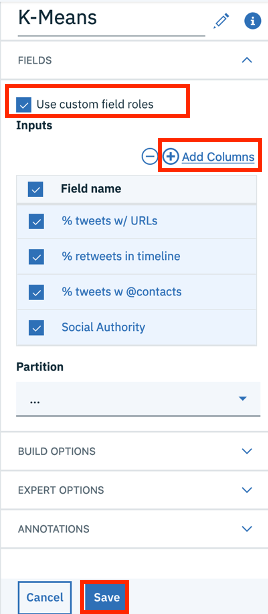 K-Means
FIELDS
Use custom field roles
Inputs
Add Columns
Field name
% tweets w/ URLs
% retweets in timeline
% tweets w @contacts
Social Authority
Partition
...
BUILD OPTIONS
EXPERT OPTIONS
ANNOTATIONS
Cancel Save